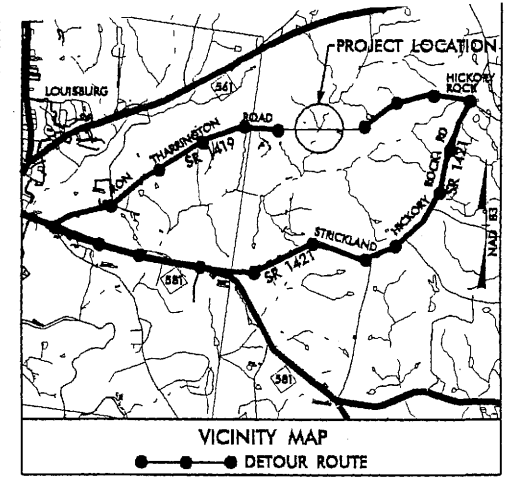 PROJECT LOCATION
HICKORY
ROCK
561
LOUISBURG
THARRINGTON
ROAD
SR 1419
ROCK
RD
SR 1421
HICKORY
STRICKLAND
NAD 83
SR 1421
581
581
VICINITY MAP
DETOUR ROUTE